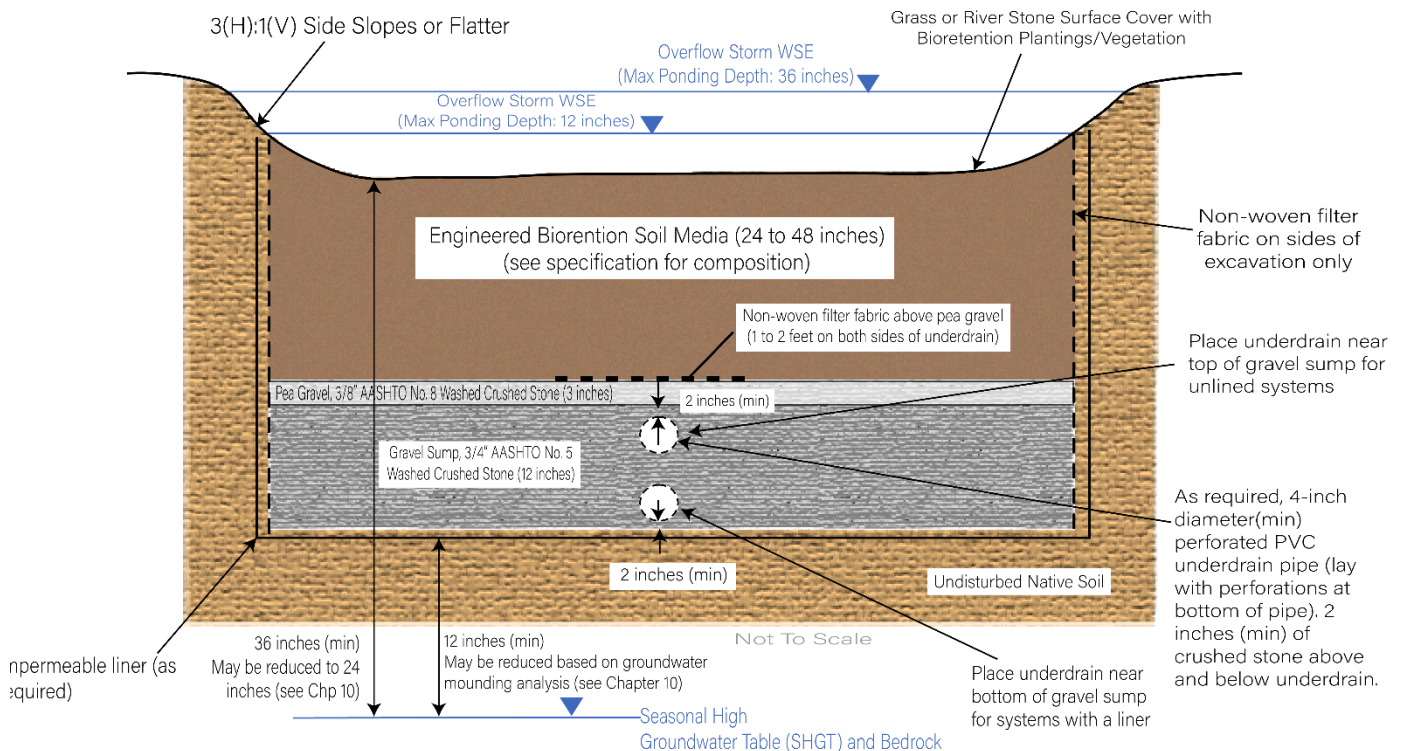 3(H):1(V) Side Slopes or Flatter
Grass or River Stone Surface Cover with
Bioretention Plantings/Vegetation
Overflow Storm WSE
(Max Ponding Depth: 36 inches)
Overflow Storm WSE
(Max Ponding Depth: 12 inches)
Engineered Biorention Soil Media (24 to 48 inches)
(see specification for composition)
Non-woven filter
fabric on sides of
excavation only
Non-woven filter fabric above pea gravel
(1 to 2 feet on both sides of underdrain)
Place underdrain near
top of gravel sump for
unlined systems
Pea Gravel, 3/8" AASHTO No. 8 Washed Crushed Stone (3 inches)
2 inches (min)
Gravel Sump, 3/4" AASHTO No. 5
Washed Crushed Stone (12 inches)
As required, 4-inch
diameter(min)
perforated PVC
underdrain pipe (lay
with perforations at
bottom of pipe). 2
inches (min) of
crushed stone above
and below underdrain.
2 inches (min)
Undisturbed Native Soil
Not To Scale
npermeable liner (as
equired)
36 inches (min)
May be reduced to 24
inches (see Chp 10)
12 inches (min)
May be reduced based on groundwater
mounding analysis (see Chapter 10)
Place underdrain near
bottom of gravel sump
for systems with a liner
Seasonal High
Groundwater Table (SHGT) and Bedrock